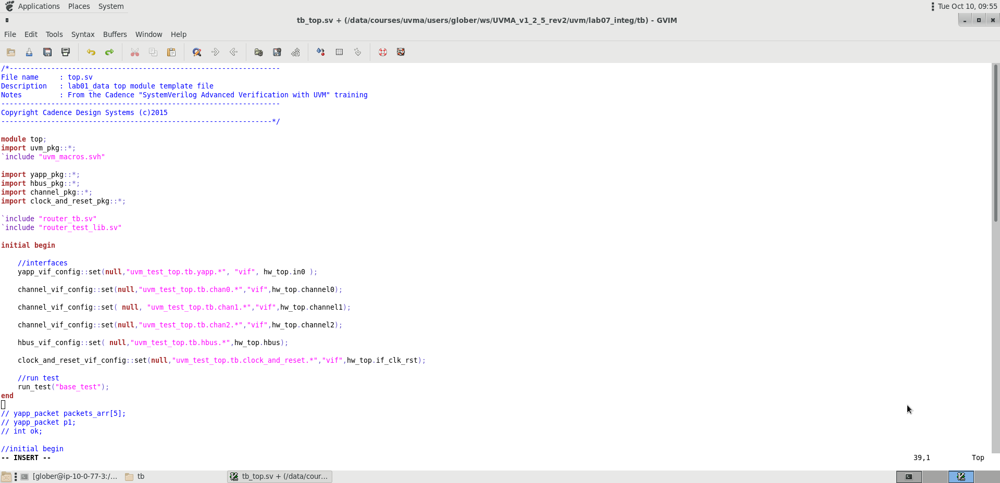 Applications Places System Tue Oct 10, 09:55
tb_top.sv + (/data/courses/uvma/users/glober/ws/UVMA_v1_2_5_rev2/uvm/lab07_integ/tb) - GVIM
File Edit Tools Syntax Buffers Window Help
/*-----------------------------------------------------------------
File name     : top.sv
Description   : lab01_data top module template file
Notes         : From the Cadence "SystemVerilog Advanced Verification with UVM" training
-------------------------------------------------------------------
Copyright Cadence Design Systems (c)2015
-----------------------------------------------------------------*/
module top;
import uvm_pkg::*;
`include "uvm_macros.svh"
import yapp_pkg::*;
import hbus_pkg::*;
import channel_pkg::*;
import clock_and_reset_pkg::*;
`include "router_tb.sv"
`include "router_test_lib.sv"
initial begin
    //interfaces
    yapp_vif_config::set(null,"uvm_test_top.tb.yapp.*", "vif", hw_top.in0 );
    channel_vif_config::set(null,"uvm_test_top.tb.chan0.*","vif",hw_top.channel0);
    channel_vif_config::set( null, "uvm_test_top.tb.chan1.*","vif",hw_top.channel1);
    channel_vif_config::set(null,"uvm_test_top.tb.chan2.*","vif",hw_top.channel2);
    hbus_vif_config::set( null,"uvm_test_top.tb.hbus.*",hw_top.hbus);
    clock_and_reset_vif_config::set(null,"uvm_test_top.tb.clock_and_reset.*","vif",hw_top.if_clk_rst);
    //run test
    run_test("base_test");
end
// yapp_packet packets_arr[5];
// yapp_packet p1;
// int ok;
//initial begin
-- INSERT -- 39,1 Top
[glober@ip-10-0-77-3:/... tb tb_top.sv + (/data/cour...